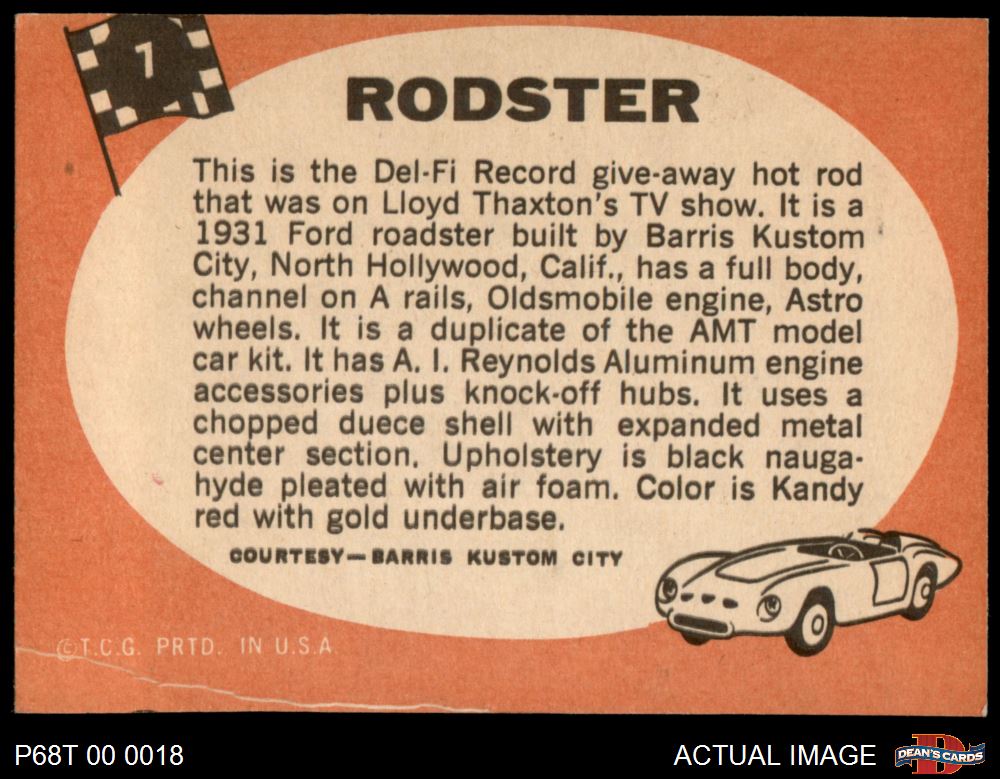 7
RODSTER
This is the Del-Fi Record give-away hot rod
that was on Lloyd Thaxton's TV show. It is a
1931 Ford roadster built by Barris Kustom
City, North Hollywood, Calif., has a full body,
channel on A rails, Oldsmobile engine, Astro
wheels. It is a duplicate of the AMT model
car kit. It has A. I. Reynolds Aluminum engine
accessories plus knock-off hubs. It uses a
chopped duece shell with expanded metal
center section. Upholstery is black nauga-
hyde pleated with air foam. Color is Kandy
red with gold underbase.
COURTESY—BARRIS KUSTOM CITY
©T.C.G. PRTD. IN U.S.A.
P68T 00 0018
ACTUAL IMAGE
D
DEAN'S CARDS